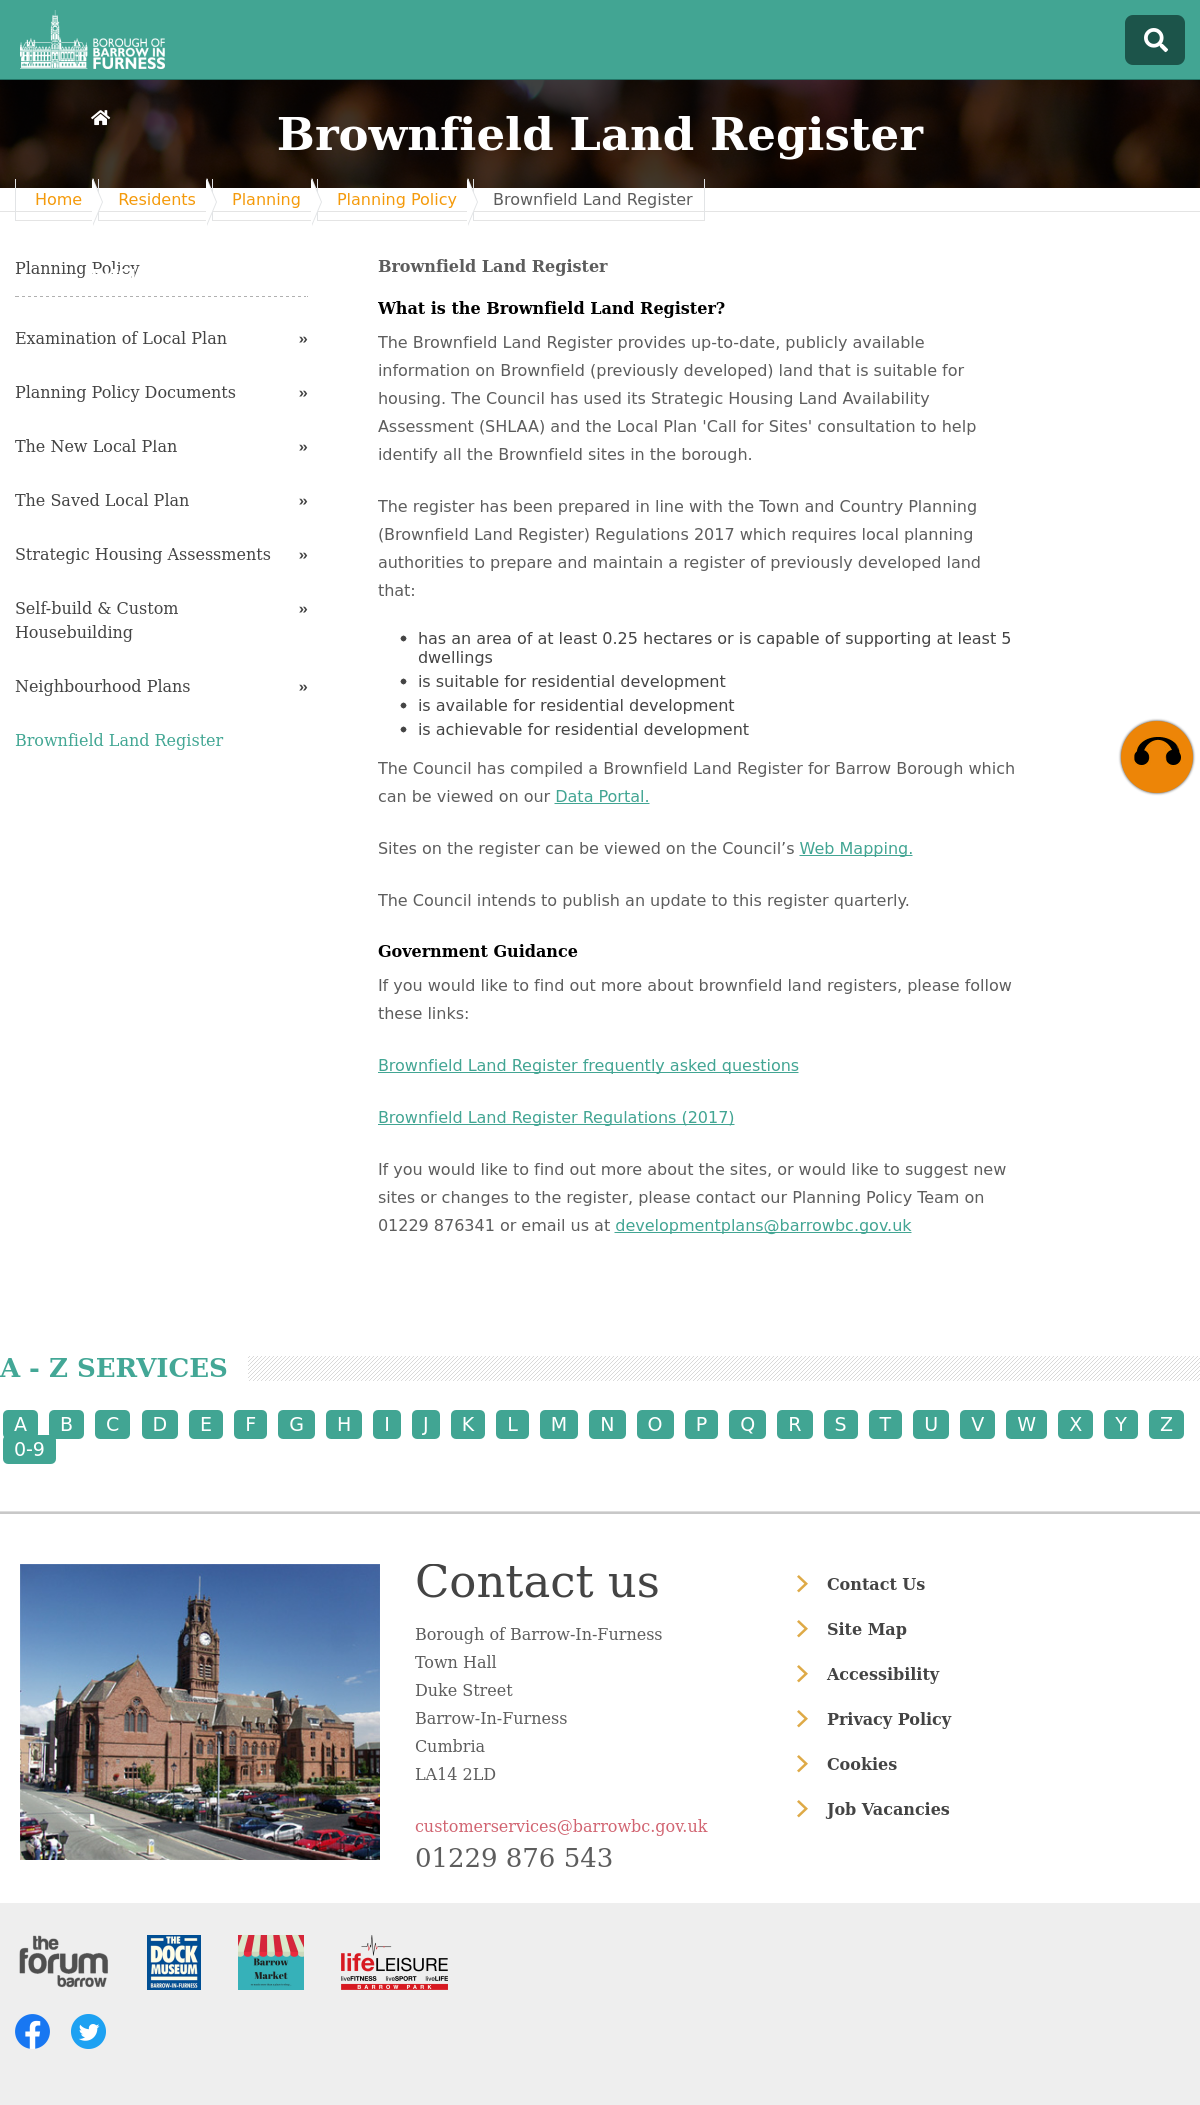 BOROUGH OF
BARROW IN
FURNESS
Brownfield Land Register
Home
Residents
Planning
Planning Policy
Brownfield Land Register
Planning Policy
Examination of Local Plan »
Planning Policy Documents »
The New Local Plan »
The Saved Local Plan »
Strategic Housing Assessments »
Self-build & Custom »
Housebuilding
Neighbourhood Plans »
Brownfield Land Register
Brownfield Land Register
What is the Brownfield Land Register?
The Brownfield Land Register provides up-to-date, publicly available
information on Brownfield (previously developed) land that is suitable for
housing. The Council has used its Strategic Housing Land Availability
Assessment (SHLAA) and the Local Plan 'Call for Sites' consultation to help
identify all the Brownfield sites in the borough.
The register has been prepared in line with the Town and Country Planning
(Brownfield Land Register) Regulations 2017 which requires local planning
authorities to prepare and maintain a register of previously developed land
that:
• has an area of at least 0.25 hectares or is capable of supporting at least 5
dwellings
• is suitable for residential development
• is available for residential development
• is achievable for residential development
The Council has compiled a Brownfield Land Register for Barrow Borough which
can be viewed on our Data Portal.
Sites on the register can be viewed on the Council’s Web Mapping.
The Council intends to publish an update to this register quarterly.
Government Guidance
If you would like to find out more about brownfield land registers, please follow
these links:
Brownfield Land Register frequently asked questions
Brownfield Land Register Regulations (2017)
If you would like to find out more about the sites, or would like to suggest new
sites or changes to the register, please contact our Planning Policy Team on
01229 876341 or email us at developmentplans@barrowbc.gov.uk
A - Z SERVICES
A B C D E F G H I J K L M N O P Q R S T U V W X Y Z
0-9
Contact us
Borough of Barrow-In-Furness
Town Hall
Duke Street
Barrow-In-Furness
Cumbria
LA14 2LD
customerservices@barrowbc.gov.uk
01229 876 543
Contact Us
Site Map
Accessibility
Privacy Policy
Cookies
Job Vacancies
the
forum
barrow
THE
DOCK
MUSEUM
BARROW-IN-FURNESS
Barrow
Market
lifeLEISURE
liveFITNESS liveSPORT liveLIFE
BARROW PARK